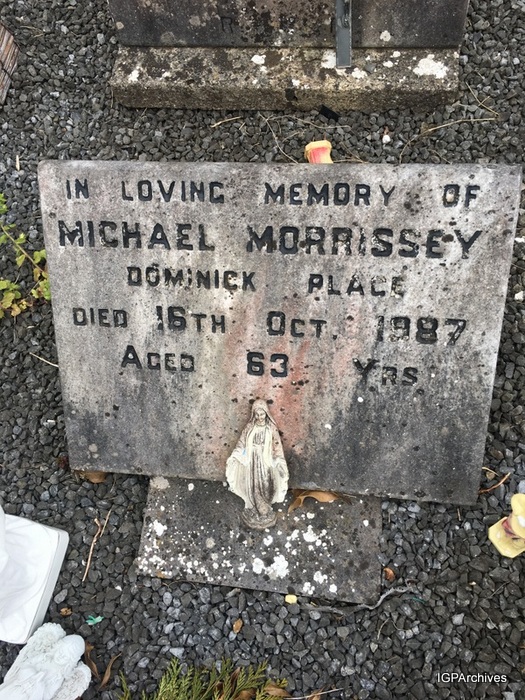 IN LOVING MEMORY OF
MICHAEL MORRISSEY
DOMINICK PLACE
DIED 16TH OCT. 1987
AGED 63 YRS
IGPArchives